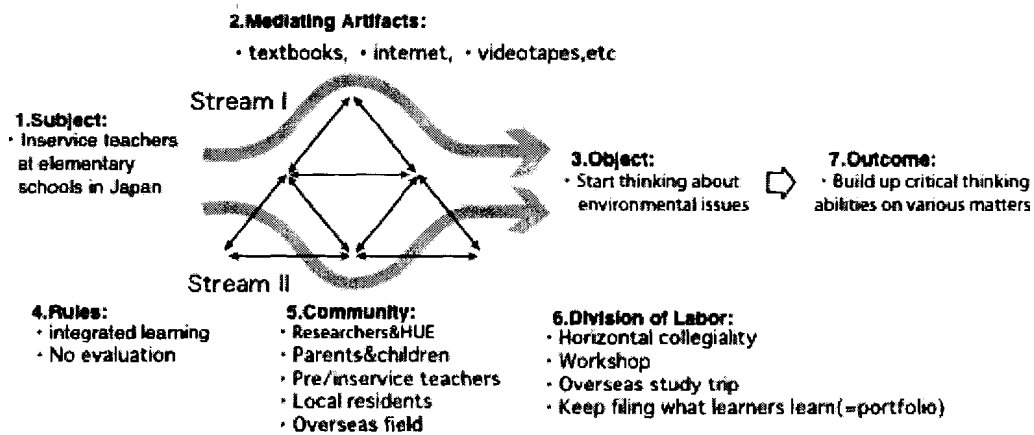 2.Mediating Artifacts:
・textbooks, ・internet, ・videotapes,etc
Stream I
1.Subject:
・Inservice teachers
at elementary
schools in Japan
3.Object:
・Start thinking about
environmental issues
7.Outcome:
・Build up critical thinking
abilities on various matters
Stream II
4.Rules:
・integrated learning
・No evaluation
5.Community:
・Researchers&HUE
・Parents&children
・Pre/inservice teachers
・Local residents
・Overseas field
6.Division of Labor:
・Horizontal collegiality
・Workshop
・Overseas study trip
・Keep filing what learners learn(=portfolio)